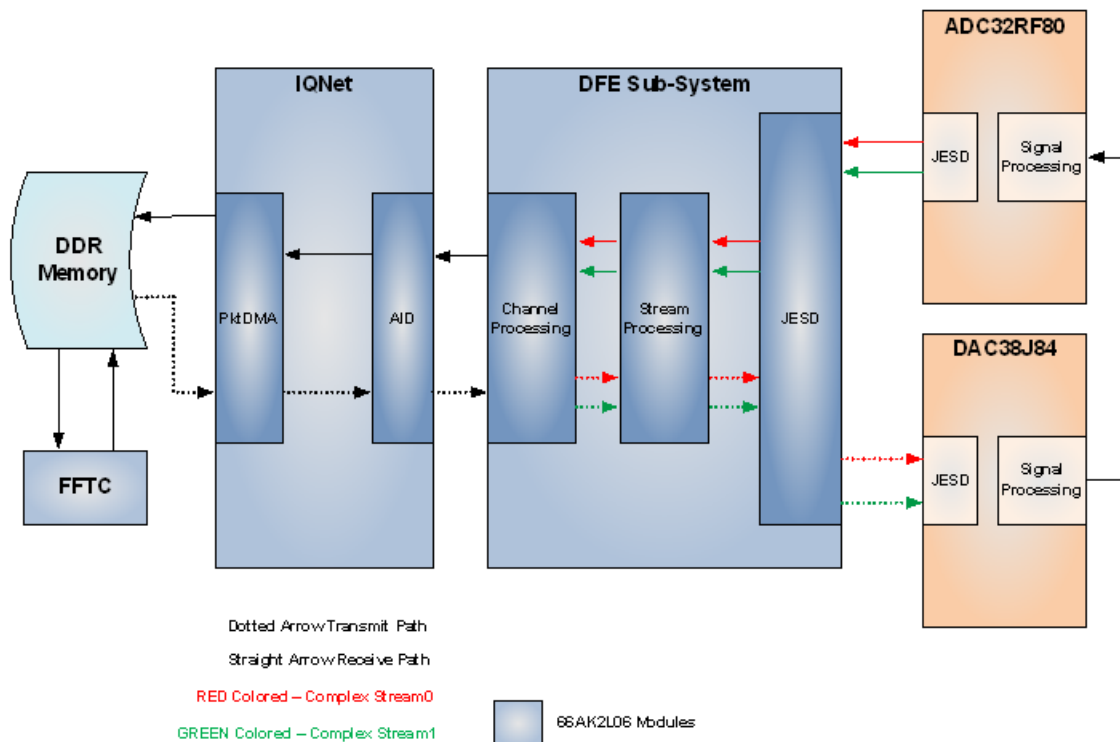 ADC32RF80
IQNet
DFE Sub-System
JESD
Signal
Processing
DDR
Memory
PktDMA
AID
Channel
Processing
Stream
Processing
JESD
DAC38J84
JESD
Signal
Processing
FFTC
Dotted Arrow Transmit Path
Straight Arrow Receive Path
RED Colored – Complex Stream0
GREEN Colored – Complex Stream1
66AK2L06 Modules